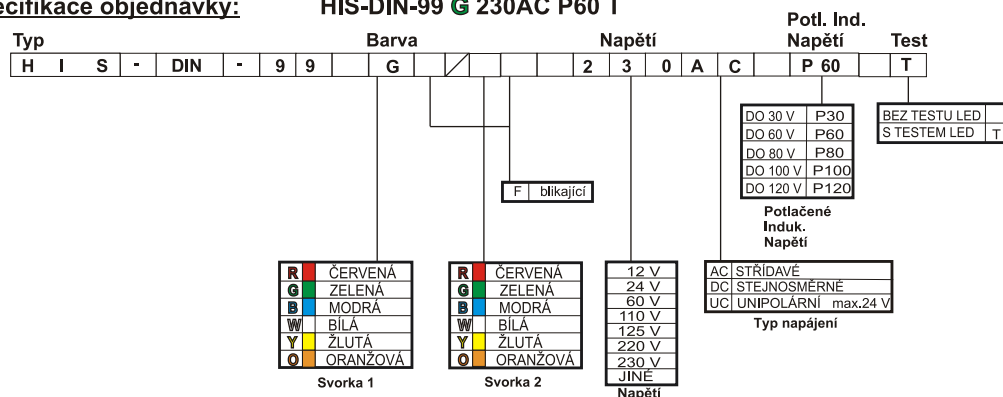 ecifikace objednávky: HIS-DIN-99 G 230AC P60 T
Potl. Ind.
Typ Barva Napětí Napětí Test
H I S - DIN - 9 9 G / 2 3 0 A C P 60 T
DO 30 V P30
DO 60 V P60
DO 80 V P80
DO 100 V P100
DO 120 V P120
Potlačené
Induk.
Napětí
BEZ TESTU LED
S TESTEM LED T
F blikající
R ČERVENÁ
G ZELENÁ
B MODRÁ
W BÍLÁ
Y ŽLUTÁ
O ORANŽOVÁ
Svorka 1
R ČERVENÁ
G ZELENÁ
B MODRÁ
W BÍLÁ
Y ŽLUTÁ
O ORANŽOVÁ
Svorka 2
12 V
24 V
60 V
110 V
125 V
220 V
230 V
JINÉ
Napětí
AC STŘÍDAVÉ
DC STEJNOSMĚRNÉ
UC UNIPOLÁRNÍ max.24 V
Typ napájení